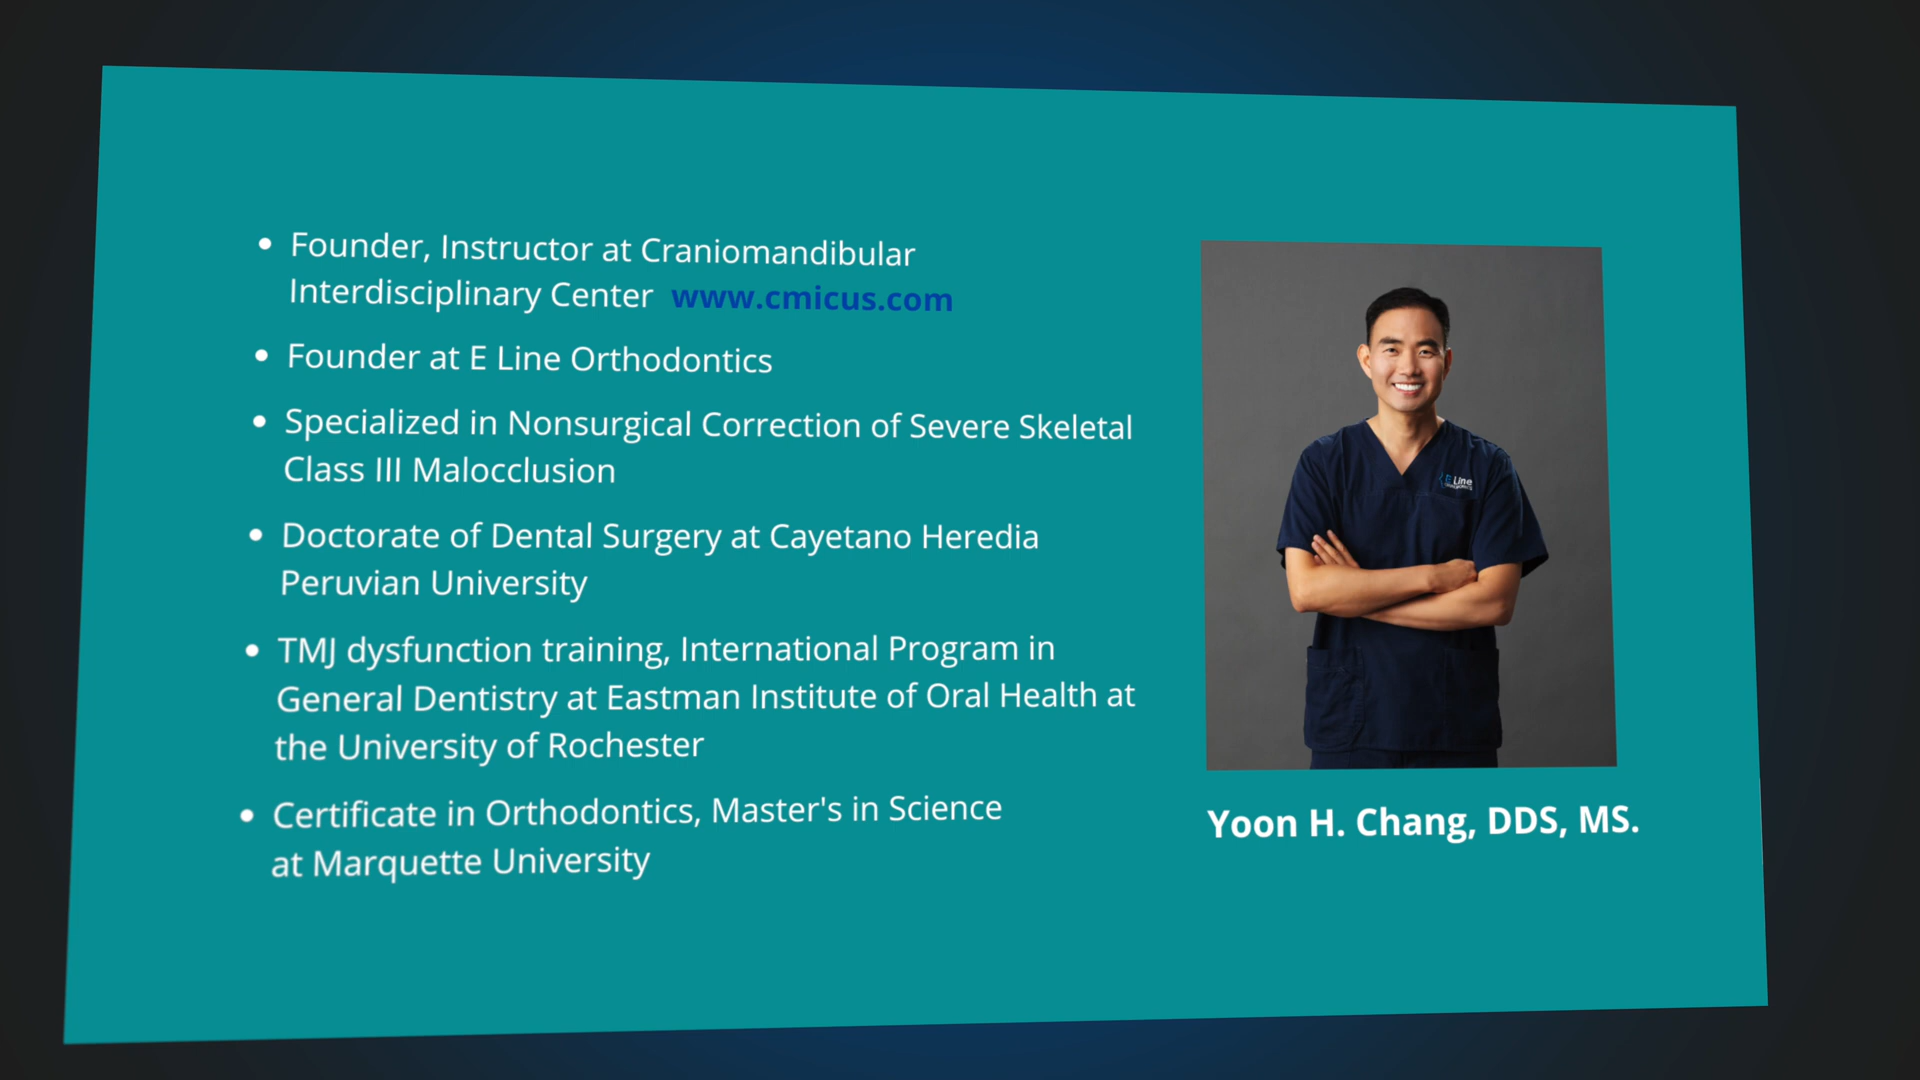 • Founder, Instructor at Craniomandibular
Interdisciplinary Center www.cmicus.com
• Founder at E Line Orthodontics
• Specialized in Nonsurgical Correction of Severe Skeletal
Class III Malocclusion
• Doctorate of Dental Surgery at Cayetano Heredia
Peruvian University
• TMJ dysfunction training, International Program in
General Dentistry at Eastman Institute of Oral Health at
the University of Rochester
• Certificate in Orthodontics, Master's in Science
at Marquette University
E Line
Yoon H. Chang, DDS, MS.